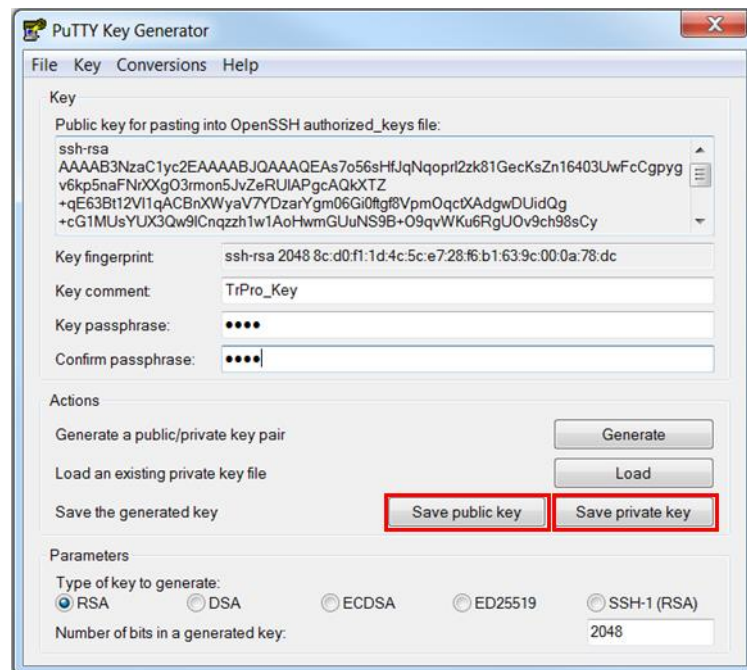 PuTTY Key Generator
File Key Conversions Help
Key
Public key for pasting into OpenSSH authorized_keys file:
ssh-rsa
AAAAB3NzaC1yc2EAAAABJQAAAQEAs7o56sHfJqNqoprI2zk81GecKsZn16403UwFcCgpyg
v6kp5naFNrXXgO3rmon5JvZeRUlAPgcAQkXTZ
+qE63Bt12VI1qACBnXWyaV7YDzarYgm06Gi0ftgf8VpmOqctXAdgwDUidQg
+cG1MUsYUX3Qw9ICnqzzh1w1AoHwmGUuNS9B+O9qvWKu6RgUOv9ch98sCy
Key fingerprint: ssh-rsa 2048 8c:d0:f1:1d:4c:5c:e7:28:f6:b1:63:9c:00:0a:78:dc
Key comment: TrPro_Key
Key passphrase: ●●●●
Confirm passphrase: ●●●●
Actions
Generate a public/private key pair Generate
Load an existing private key file Load
Save the generated key Save public key Save private key
Parameters
Type of key to generate:
RSA DSA ECDSA ED25519 SSH-1 (RSA)
Number of bits in a generated key: 2048